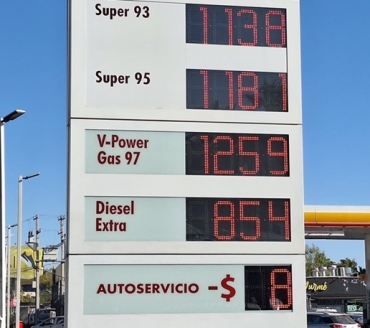 Super 93 1138
Super 95 1181
V-Power
Gas 97 1259
Diesel
Extra 854
AUTOSERVICIO -$ 8